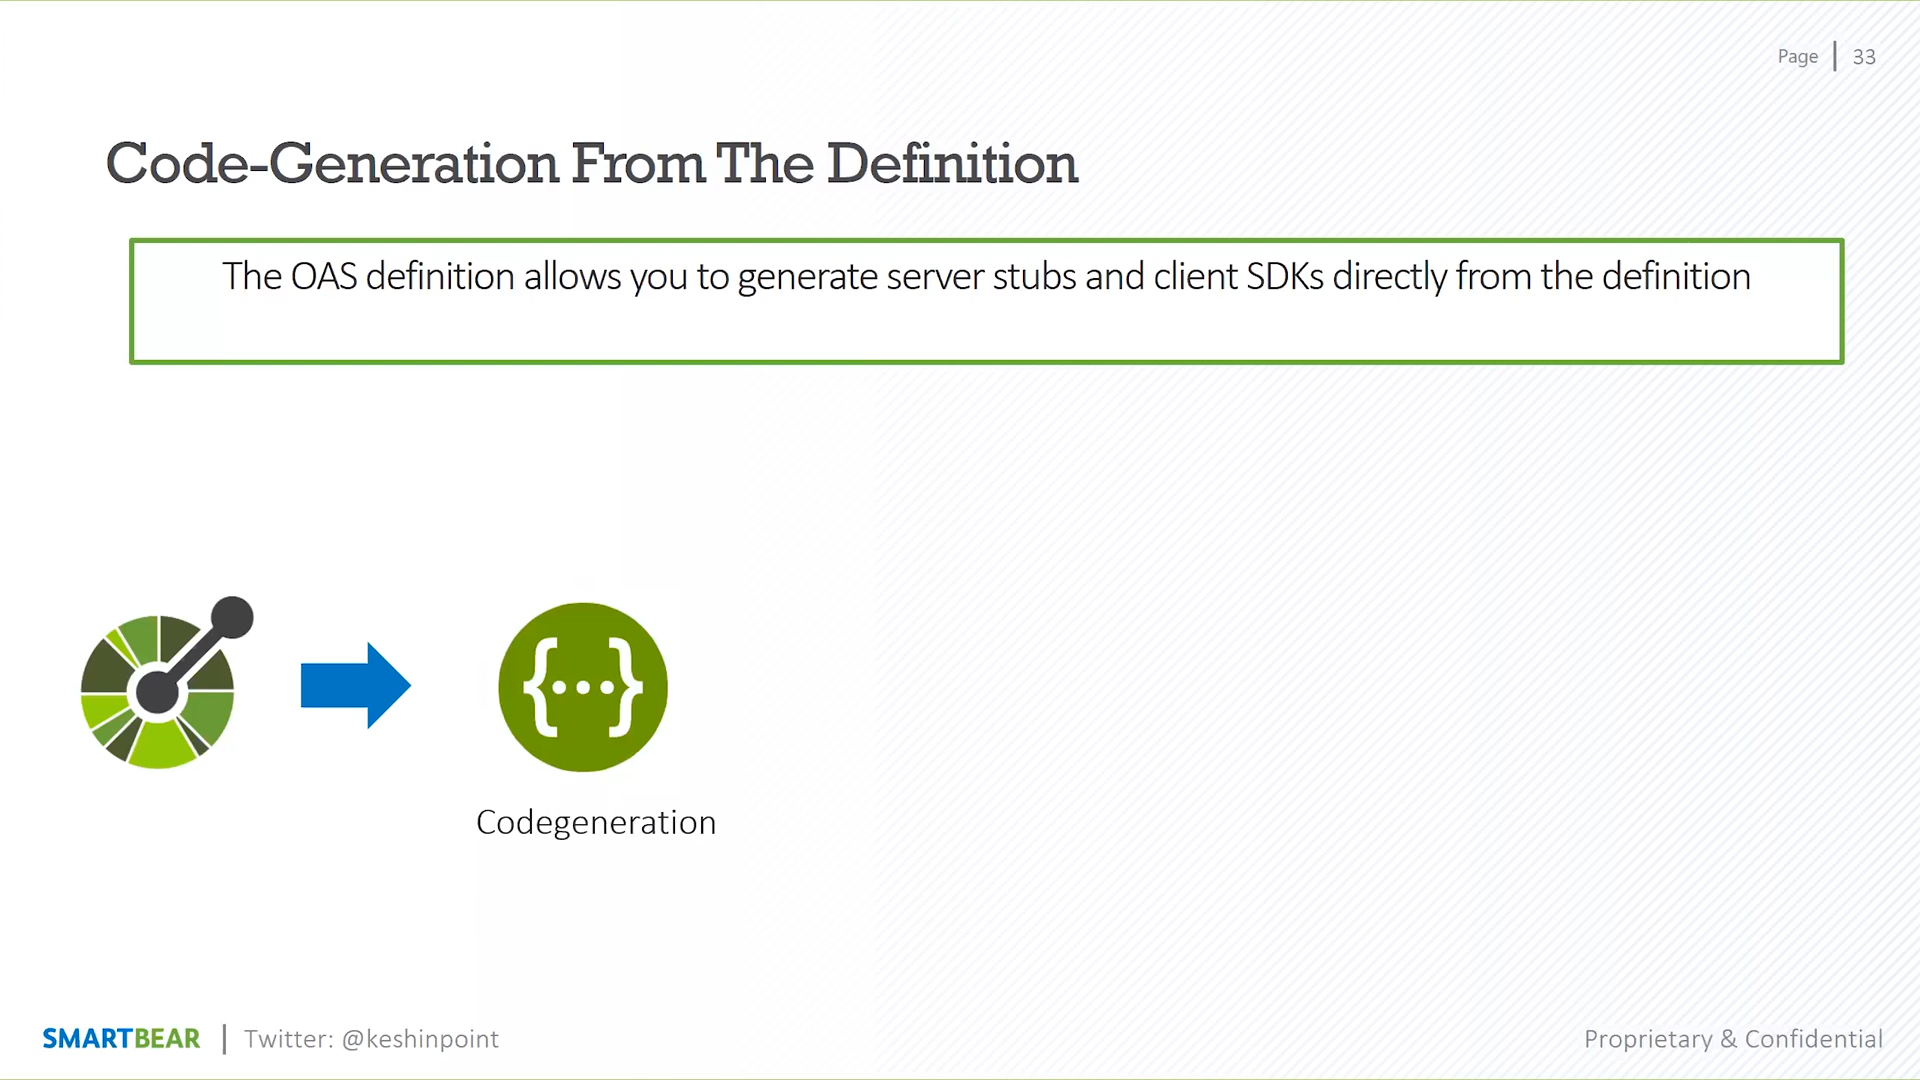 Page | 33
Code-Generation From The Definition
The OAS definition allows you to generate server stubs and client SDKs directly from the definition
{...}
Codegeneration
SMARTBEAR | Twitter: @keshinpoint
Proprietary & Confidential